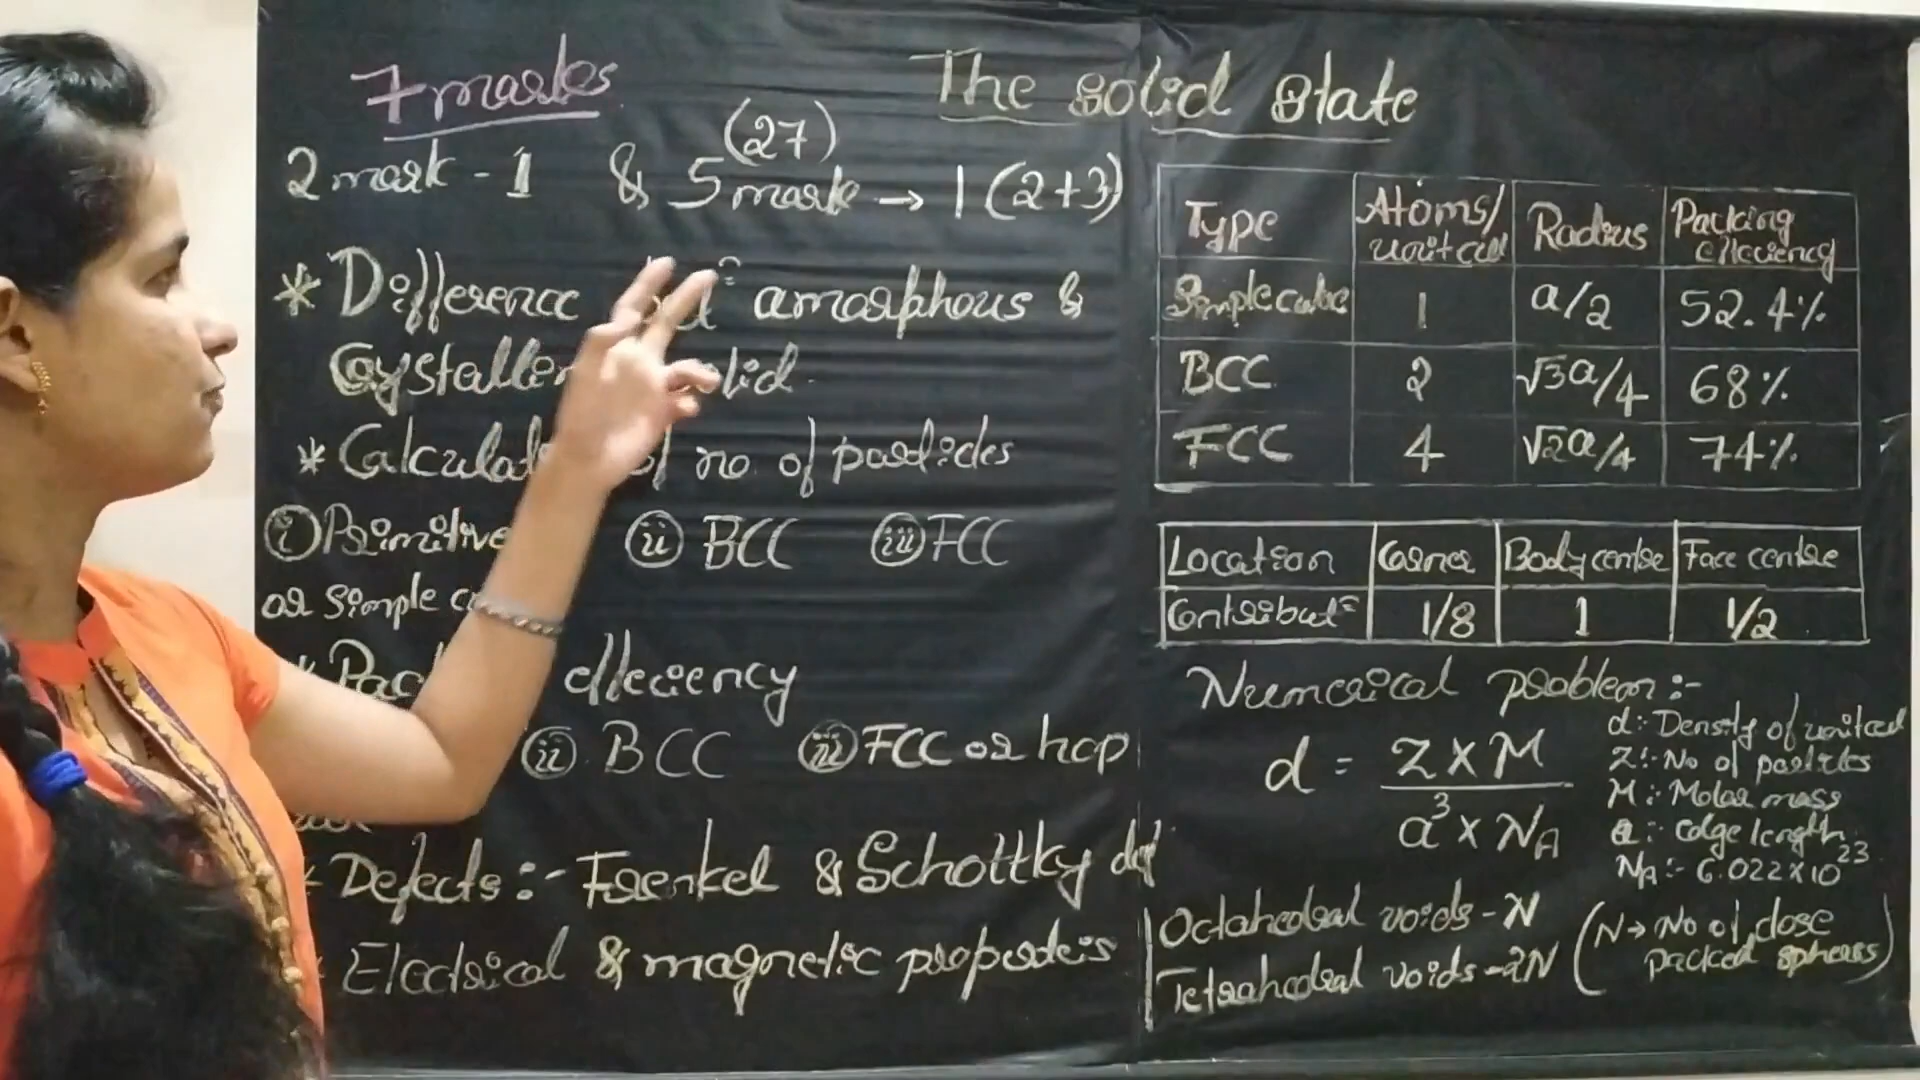 7 marks
The solid state
(27)
2 mark - 1 & 5 mark → 1 (2+3)
* Difference amorphous &
solid.
* of no. of particles
(i) Primitive (ii) BCC (iii) FCC
or simple
efficiency
(ii) BCC (iii) FCC or hcp
* Defects :- Frenkel & Schottky def
Electrical & magnetic properties
Type Atoms/ unit cell Radius Packing efficiency
Simple cubic 1 a/2 52.4%
BCC 2 √3a/4 68%
FCC 4 √2a/4 74%
Location Corner Body centre Face centre
Contribut= 1/8 1 1/2
Numerical problem :-
d = Z x M
a³ x NA
d :- Density of unit cell
Z :- No of particles
M :- Molar mass
a :- edge length
NA :- 6.022 x 10²³
Octahedral voids - N
Tetrahedral voids - 2N
(N → No of close
packed spheres)